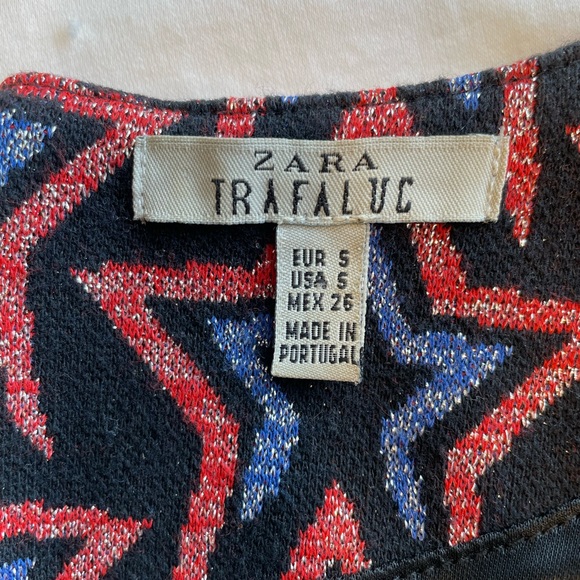 ZARA
TRAFALUC
EUR S
USA S
MEX 26
MADE IN
PORTUGAL